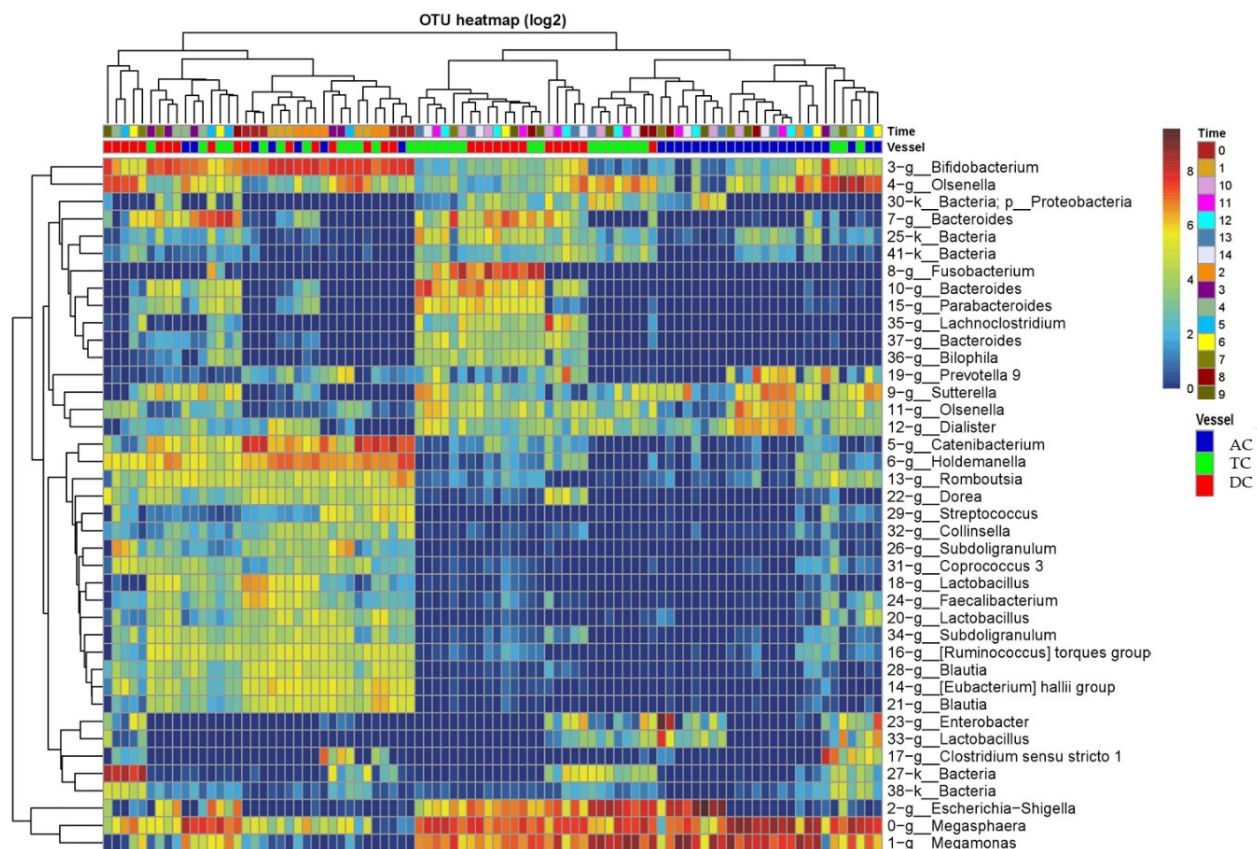 OTU heatmap (log2)
Time
Vessel
3-g__Bifidobacterium
4-g__Olsenella
30-k__Bacteria; p__Proteobacteria
7-g__Bacteroides
25-k__Bacteria
41-k__Bacteria
8-g__Fusobacterium
10-g__Bacteroides
15-g__Parabacteroides
35-g__Lachnoclostridium
37-g__Bacteroides
36-g__Bilophila
19-g__Prevotella 9
9-g__Sutterella
11-g__Olsenella
12-g__Dialister
5-g__Catenibacterium
6-g__Holdemanella
13-g__Romboutsia
22-g__Dorea
29-g__Streptococcus
32-g__Collinsella
26-g__Subdoligranulum
31-g__Coprococcus 3
18-g__Lactobacillus
24-g__Faecalibacterium
20-g__Lactobacillus
34-g__Subdoligranulum
16-g__[Ruminococcus] torques group
28-g__Blautia
14-g__[Eubacterium] hallii group
21-g__Blautia
23-g__Enterobacter
33-g__Lactobacillus
17-g__Clostridium sensu stricto 1
27-k__Bacteria
38-k__Bacteria
2-g__Escherichia-Shigella
0-g__Megasphaera
1-g__Megamonas
8
6
4
2
0
Time
0
1
10
11
12
13
14
2
3
4
5
6
7
8
9
Vessel
AC
TC
DC